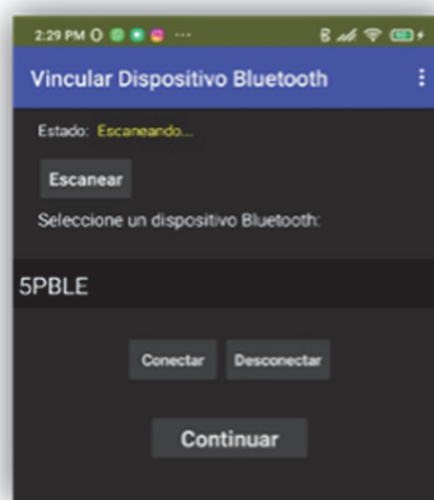 2:29 PM
Vincular Dispositivo Bluetooth
Estado: Escaneando...
Escanear
Seleccione un dispositivo Bluetooth:
5PBLE
Conectar Desconectar
Continuar